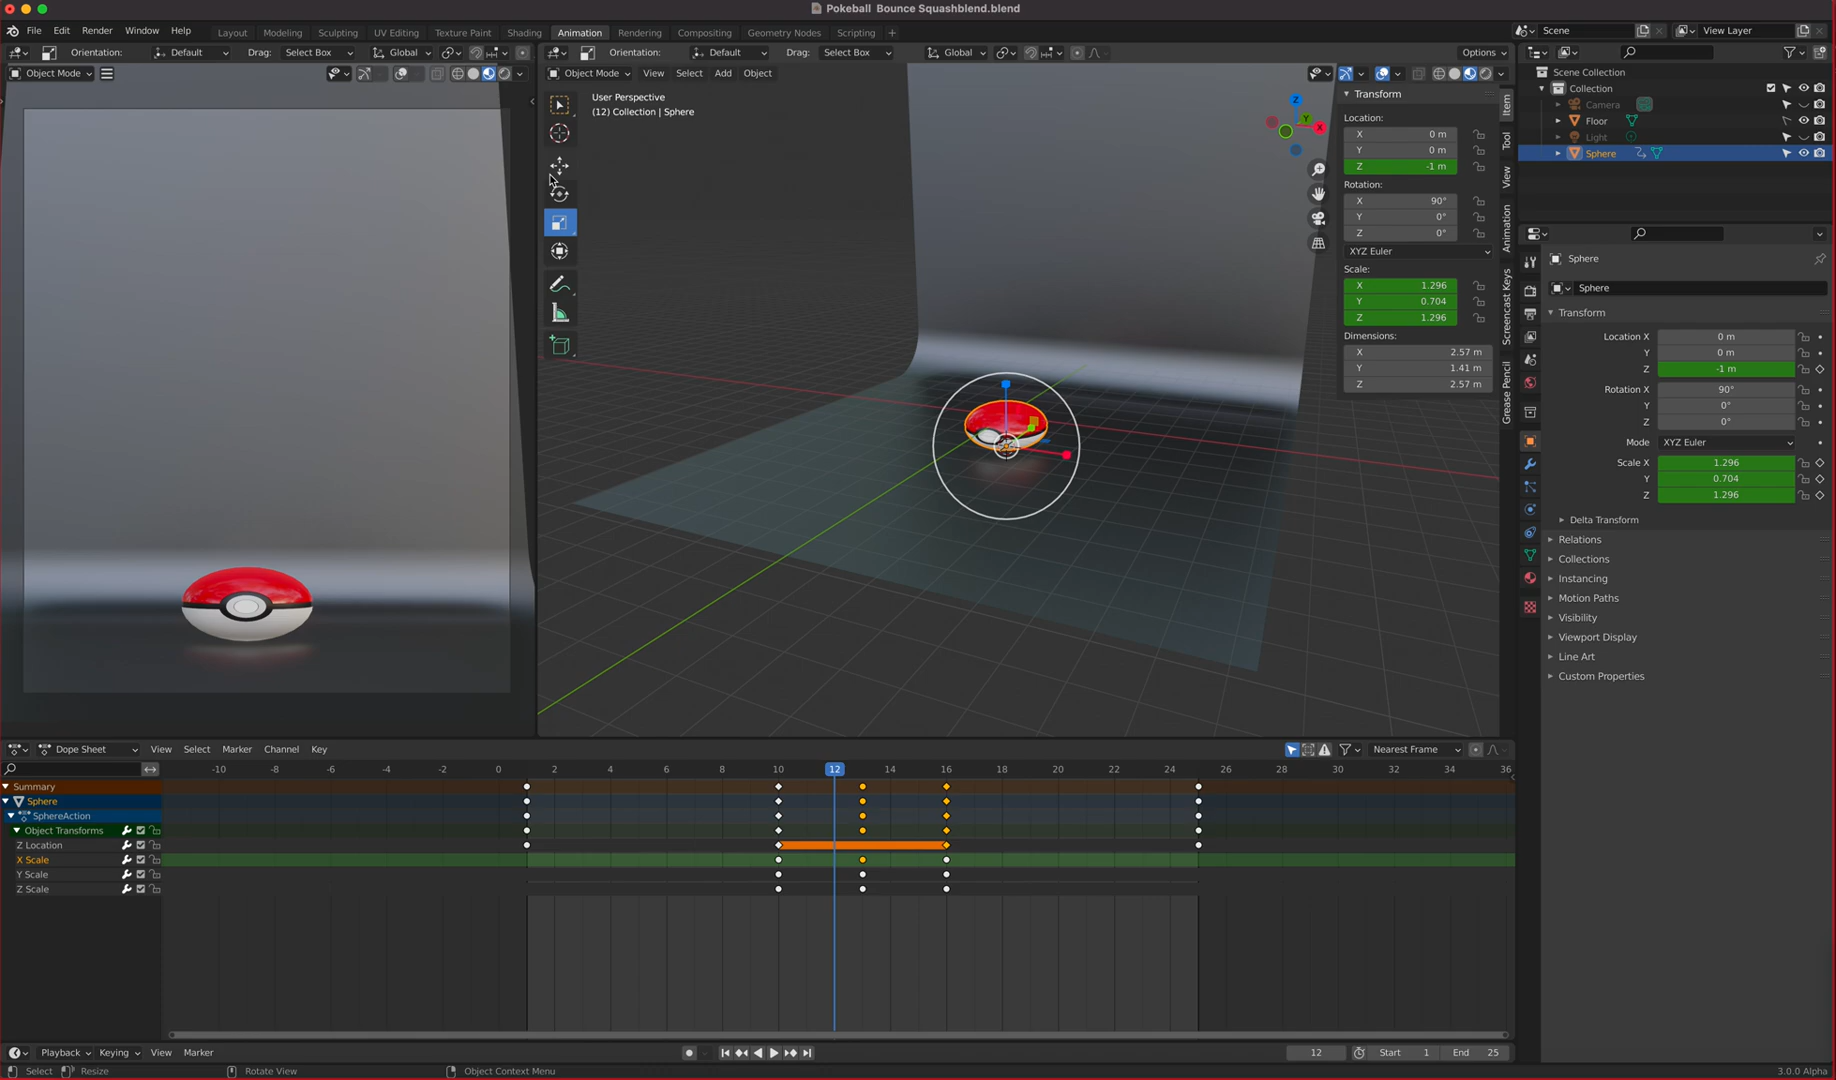 Pokeball Bounce Squashblend.blend
File Edit Render Window Help Layout Modeling Sculpting UV Editing Texture Paint Shading Animation Rendering Compositing Geometry Nodes Scripting + Scene View Layer
Orientation: Default Drag: Select Box Global Orientation: Default Drag: Select Box Global Options
Object Mode Object Mode View Select Add Object
User Perspective
(12) Collection | Sphere
Z
Y
X
Transform
Location:
X 0 m
Y 0 m
Z -1 m
Rotation:
X 90°
Y 0°
Z 0°
XYZ Euler
Scale:
X 1.296
Y 0.704
Z 1.296
Dimensions:
X 2.57 m
Y 1.41 m
Z 2.57 m
Item
Tool
View
Animation
Screencast Keys
Grease Pencil
Scene Collection
Collection
Camera
Floor
Light
Sphere
Sphere
Sphere
Transform
Location X 0 m
Y 0 m
Z -1 m
Rotation X 90°
Y 0°
Z 0°
Mode XYZ Euler
Scale X 1.296
Y 0.704
Z 1.296
Delta Transform
Relations
Collections
Instancing
Motion Paths
Visibility
Viewport Display
Line Art
Custom Properties
Dope Sheet View Select Marker Channel Key Nearest Frame
-10 -8 -6 -4 -2 0 2 4 6 8 10 12 14 16 18 20 22 24 26 28 30 32 34 36
Summary
Sphere
SphereAction
Object Transforms
Z Location
X Scale
Y Scale
Z Scale
Playback Keying View Marker 12 Start 1 End 25
Select Resize Rotate View Object Context Menu 3.0.0 Alpha